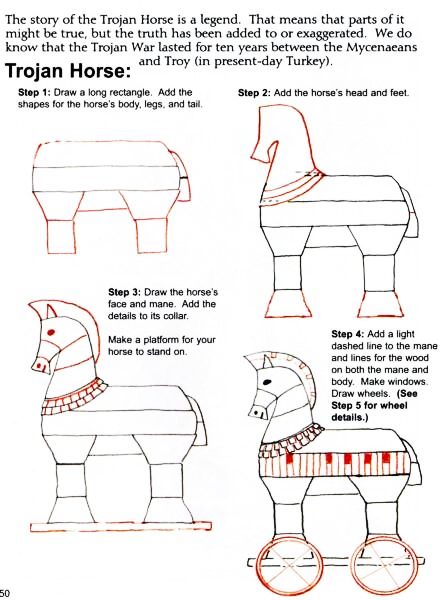 The story of the Trojan Horse is a legend. That means that parts of it
might be true, but the truth has been added to or exaggerated. We do
know that the Trojan War lasted for ten years between the Mycenaeans
and Troy (in present-day Turkey).
Trojan Horse:
Step 1: Draw a long rectangle. Add the
shapes for the horse's body, legs, and tail.
Step 2: Add the horse's head and feet.
Step 3: Draw the horse's
face and mane. Add the
details to its collar.
Make a platform for your
horse to stand on.
Step 4: Add a light
dashed line to the mane
and lines for the wood
on both the mane and
body. Make windows.
Draw wheels. (See
Step 5 for wheel
details.)
50